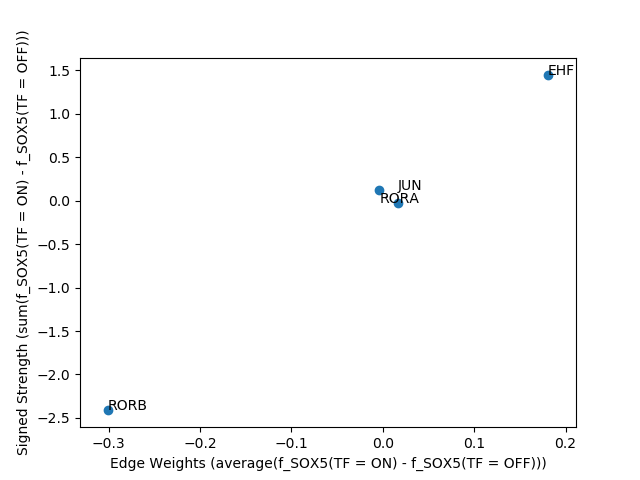 Signed Strength (sum(f_SOX5(TF = ON) - f_SOX5(TF = OFF)))
1.5
1.0
0.5
0.0
−0.5
−1.0
−1.5
−2.0
−2.5
EHF
JUN
RORA
RORB
−0.3
−0.2
−0.1
0.0
0.1
0.2
Edge Weights (average(f_SOX5(TF = ON) - f_SOX5(TF = OFF)))